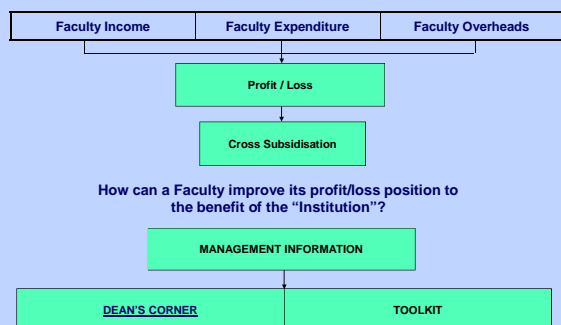 Faculty Income Faculty Expenditure Faculty Overheads
Profit / Loss
Cross Subsidisation
How can a Faculty improve its profit/loss position to
the benefit of the “Institution”?
MANAGEMENT INFORMATION
DEAN'S CORNER TOOLKIT